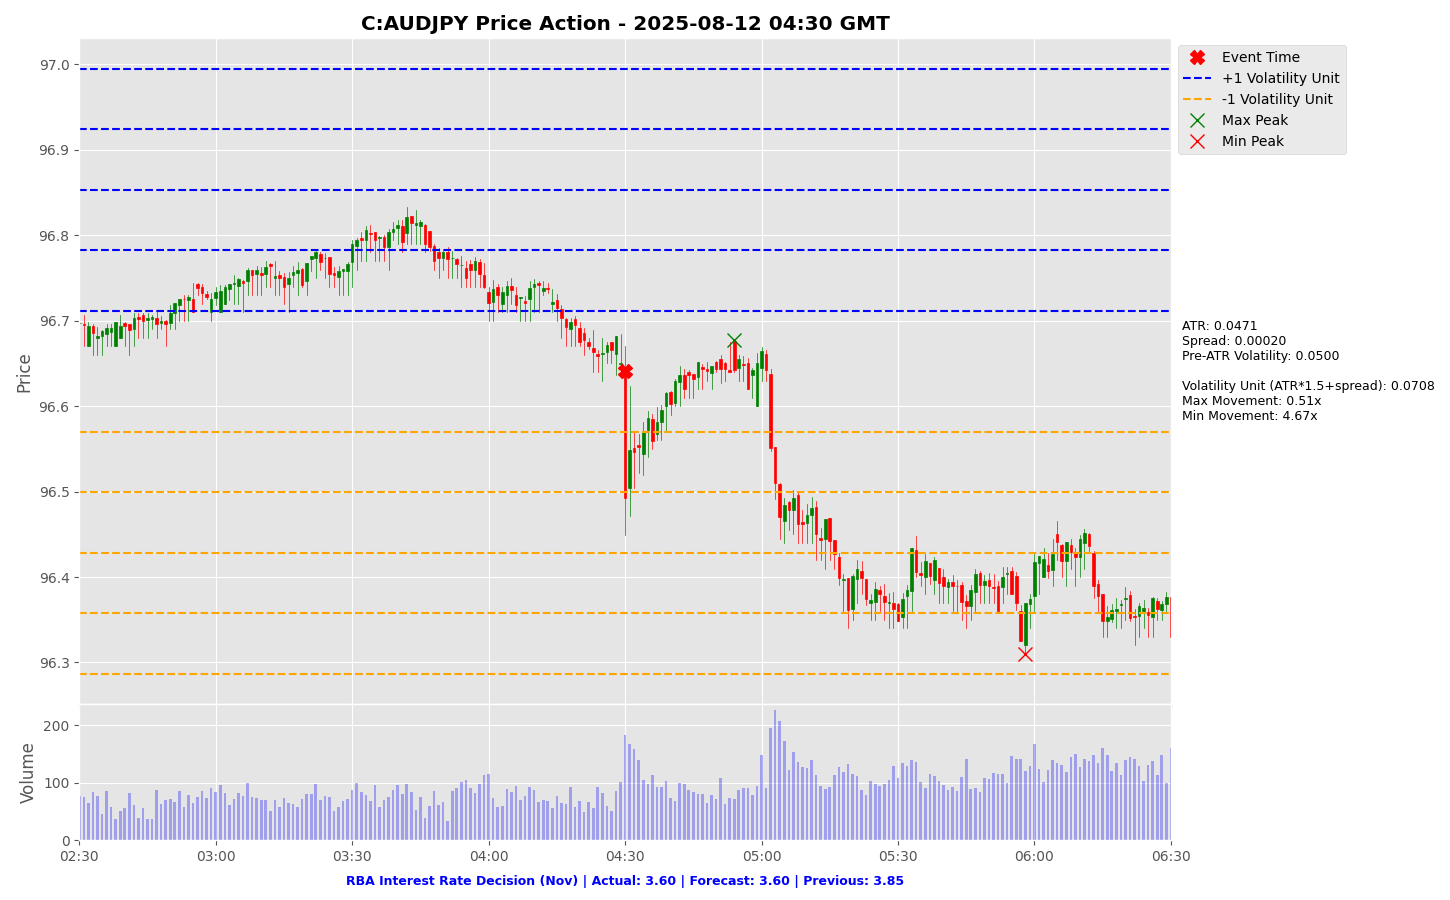 C:AUDJPY Price Action - 2025-08-12 04:30 GMT
Event Time
+1 Volatility Unit
-1 Volatility Unit
Max Peak
Min Peak
97.0
96.9
96.8
96.7
96.6
96.5
96.4
96.3
Price
ATR: 0.0471
Spread: 0.00020
Pre-ATR Volatility: 0.0500
Volatility Unit (ATR*1.5+spread): 0.0708
Max Movement: 0.51x
Min Movement: 4.67x
200
100
0
Volume
02:30 03:00 03:30 04:00 04:30 05:00 05:30 06:00 06:30
RBA Interest Rate Decision (Nov) | Actual: 3.60 | Forecast: 3.60 | Previous: 3.85